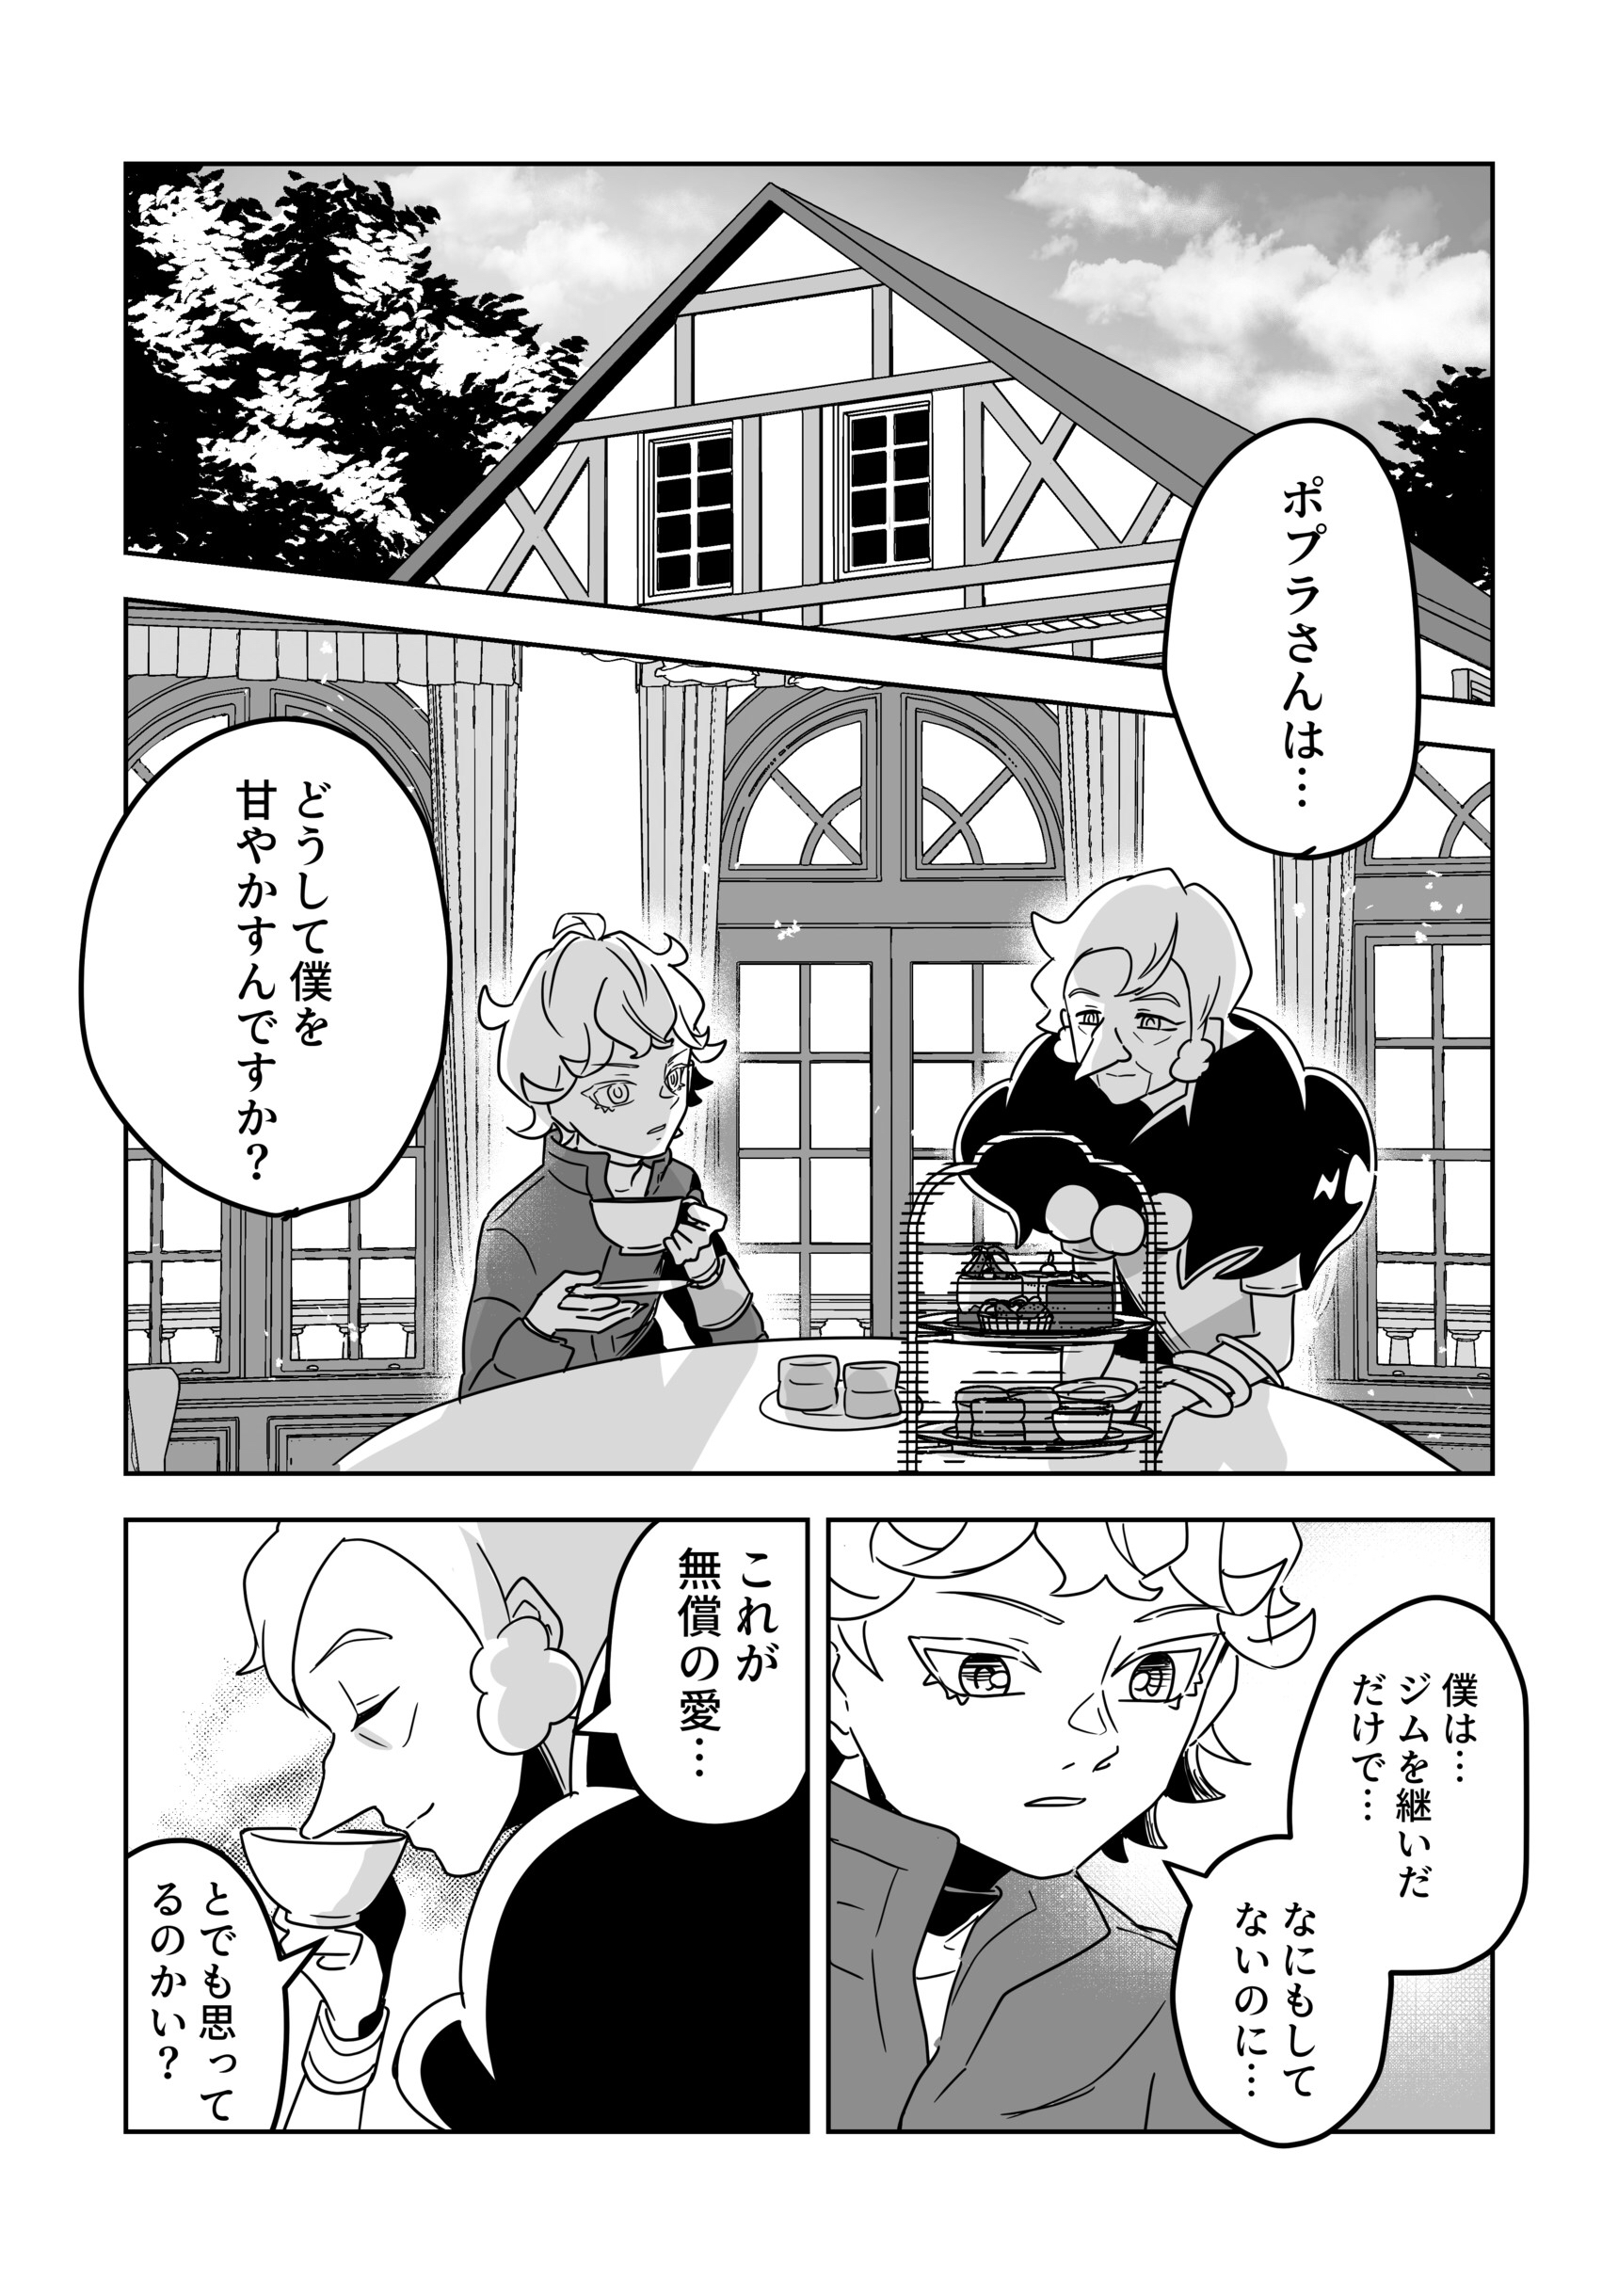 ポプラさんは…
どうして僕を
甘やかすんですか？
僕は…
ジムを継いだ
だけで…
なにもして
ないのに…
これが
無償の愛…
とでも思って
るのかい？